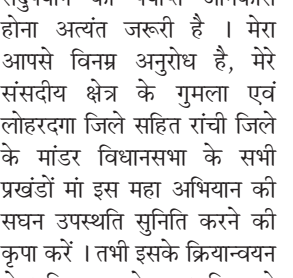 होना अत्यंत जरूरी है । मेरा
आपसे विनम्र अनुरोध है, मेरे
संसदीय क्षेत्र के गुमला एवं
लोहरदगा जिले सहित रांची जिले
के मांडर विधानसभा के सभी
प्रखंडों मां इस महा अभियान की
सघन उपस्थति सुनिति करने की
कृपा करें । तभी इसके क्रियान्वयन